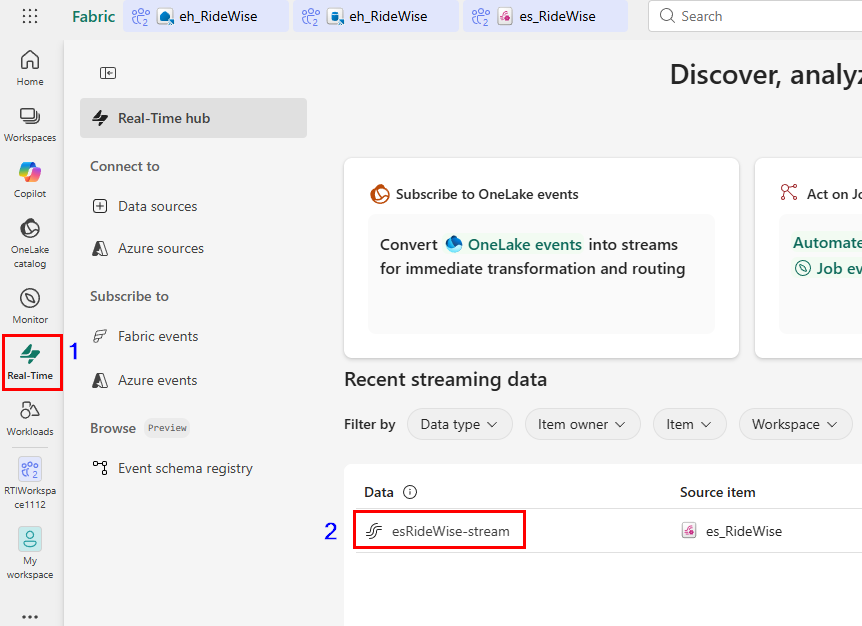 Fabric
eh_RideWise
eh_RideWise
es_RideWise
Search
Home
Workspaces
Copilot
OneLake
catalog
Monitor
Real-Time
1
Workloads
RTIWorkspa
ce1112
My
workspace
Real-Time hub
Connect to
Data sources
Azure sources
Subscribe to
Fabric events
Azure events
Browse Preview
Event schema registry
Discover, analyz
Subscribe to OneLake events
Convert OneLake events into streams
for immediate transformation and routing
Act on Jo
Automate
Job ev
Recent streaming data
Filter by Data type Item owner Item Workspace
Data Source item
2 esRideWise-stream es_RideWise